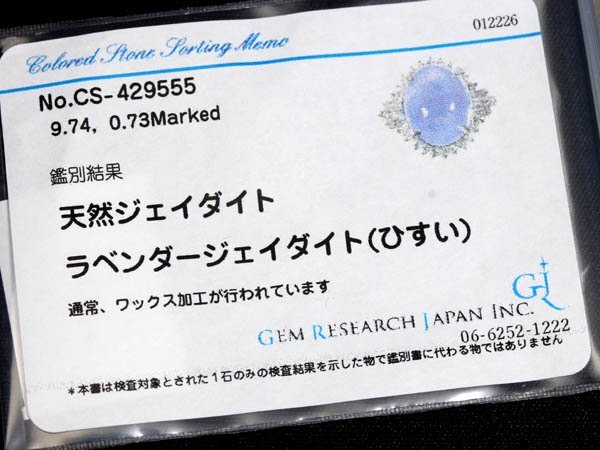 Colored Stone Sorting Memo
012226
No.CS-429555
9.74, 0.73Marked
鑑別結果
天然ジェイダイト
ラベンダージェイダイト(ひすい)
通常、ワックス加工が行われています
GJR
GEM RESEARCH JAPAN INC.
06-6252-1222
*本書は検査対象とされた1石のみの検査結果を示した物で鑑別書に代わる物ではありません